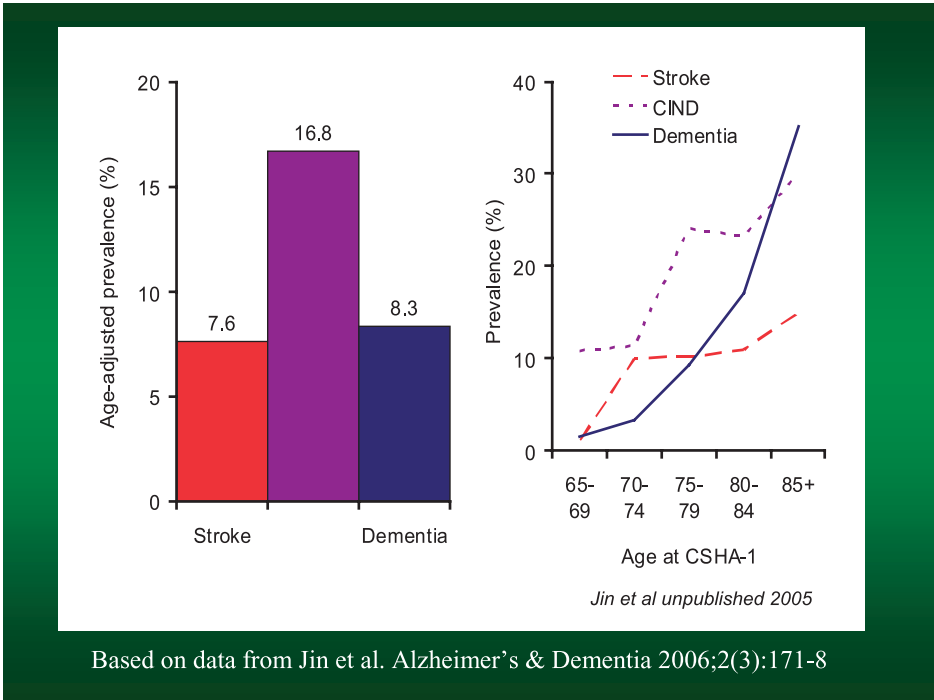 Age-adjusted prevalence (%)
20
15
10
5
0
7.6
16.8
8.3
Stroke
Dementia
Prevalence (%)
40
30
20
10
0
Stroke
CIND
Dementia
65-
69
70-
74
75-
79
80-
84
85+
Age at CSHA-1
Jin et al unpublished 2005
Based on data from Jin et al. Alzheimer’s & Dementia 2006;2(3):171-8